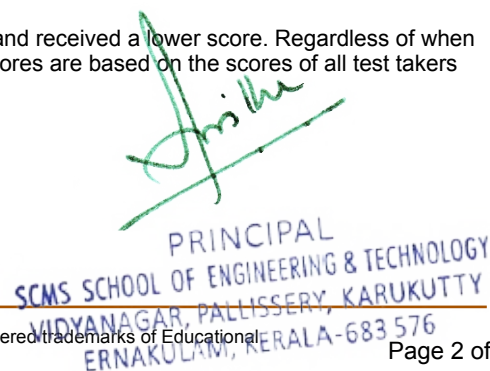 and received a lower score. Regardless of when
ores are based on the scores of all test takers
PRINCIPAL
SCMS SCHOOL OF ENGINEERING & TECHNOLOGY
VIDYANAGAR, PALLISSERY, KARUKUTTY
ered trademarks of Educational
ERNAKULAM, KERALA-683 576
Page 2 of